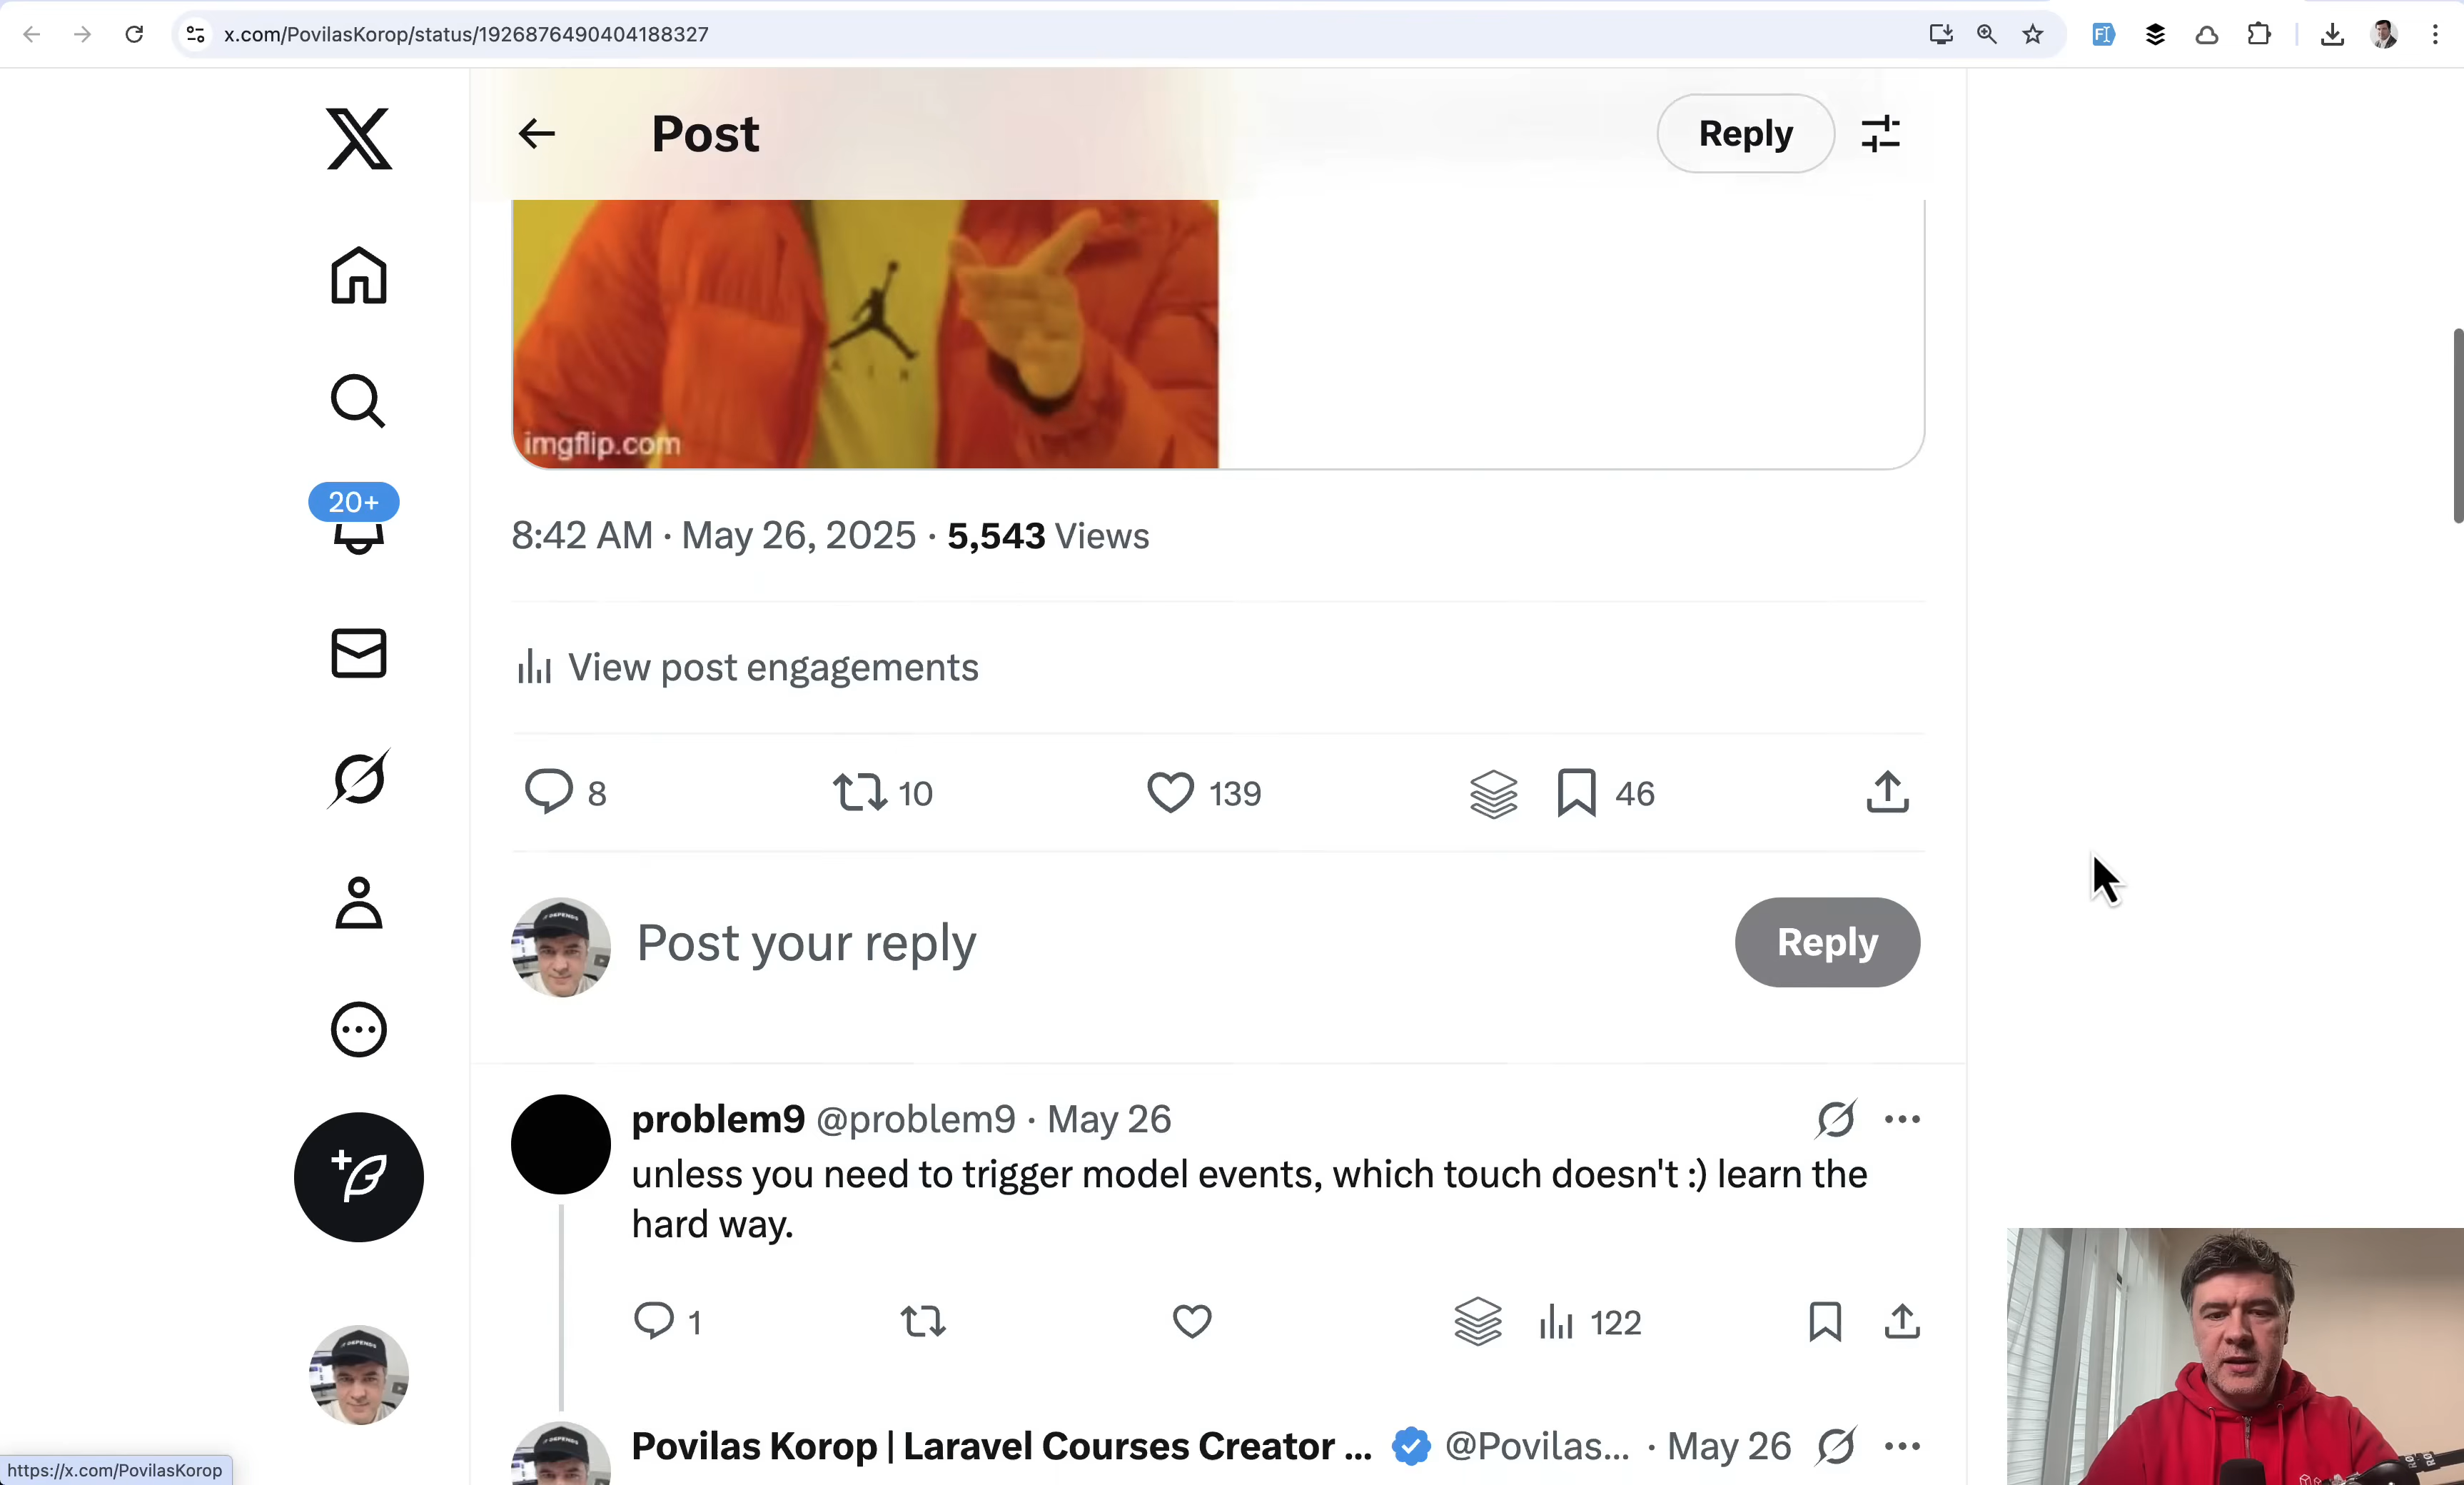 x.com/PovilasKorop/status/1926876490404188327
Post
Reply
imgflip.com
20+
8:42 AM · May 26, 2025 · 5,543 Views
View post engagements
8
10
139
46
Post your reply
Reply
problem9 @problem9 · May 26
unless you need to trigger model events, which touch doesn't :) learn the
hard way.
1
122
Povilas Korop | Laravel Courses Creator ... @Povilas... · May 26
https://x.com/PovilasKorop